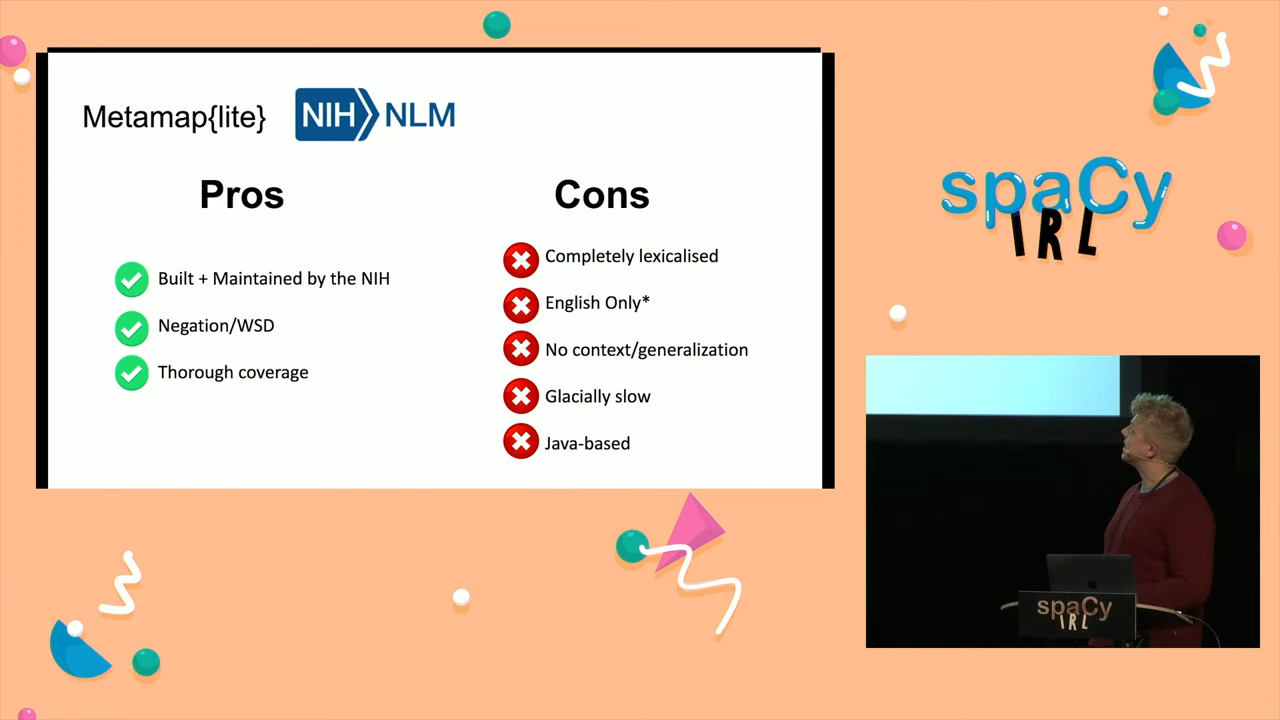 Metamap{lite}
NIH NLM
Pros
Cons
Built + Maintained by the NIH
Negation/WSD
Thorough coverage
Completely lexicalised
English Only*
No context/generalization
Glacially slow
Java-based
spaCy
IRL
spaCy
IRL